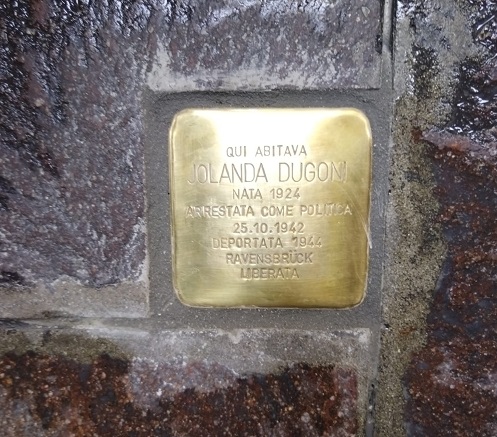 QUI ABITAVA
JOLANDA DUGONI
NATA 1924
ARRESTATA COME POLITICA
25.10.1942
DEPORTATA 1944
RAVENSBRÜCK
LIBERATA